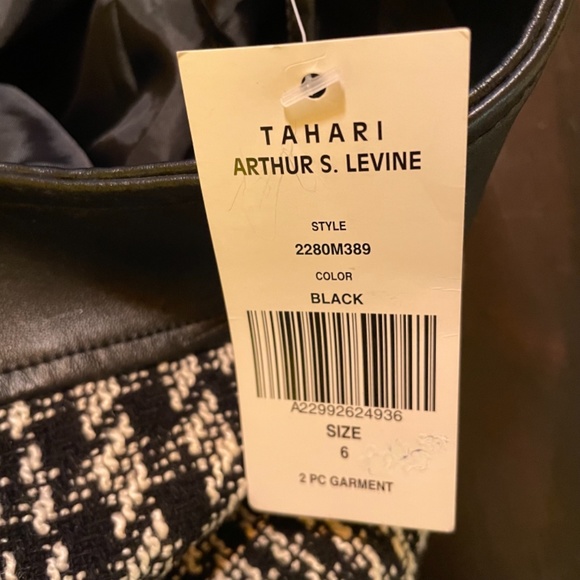 TAHARI
ARTHUR S. LEVINE
STYLE
2280M389
COLOR
BLACK
A22992624936
SIZE
6
2 PC GARMENT